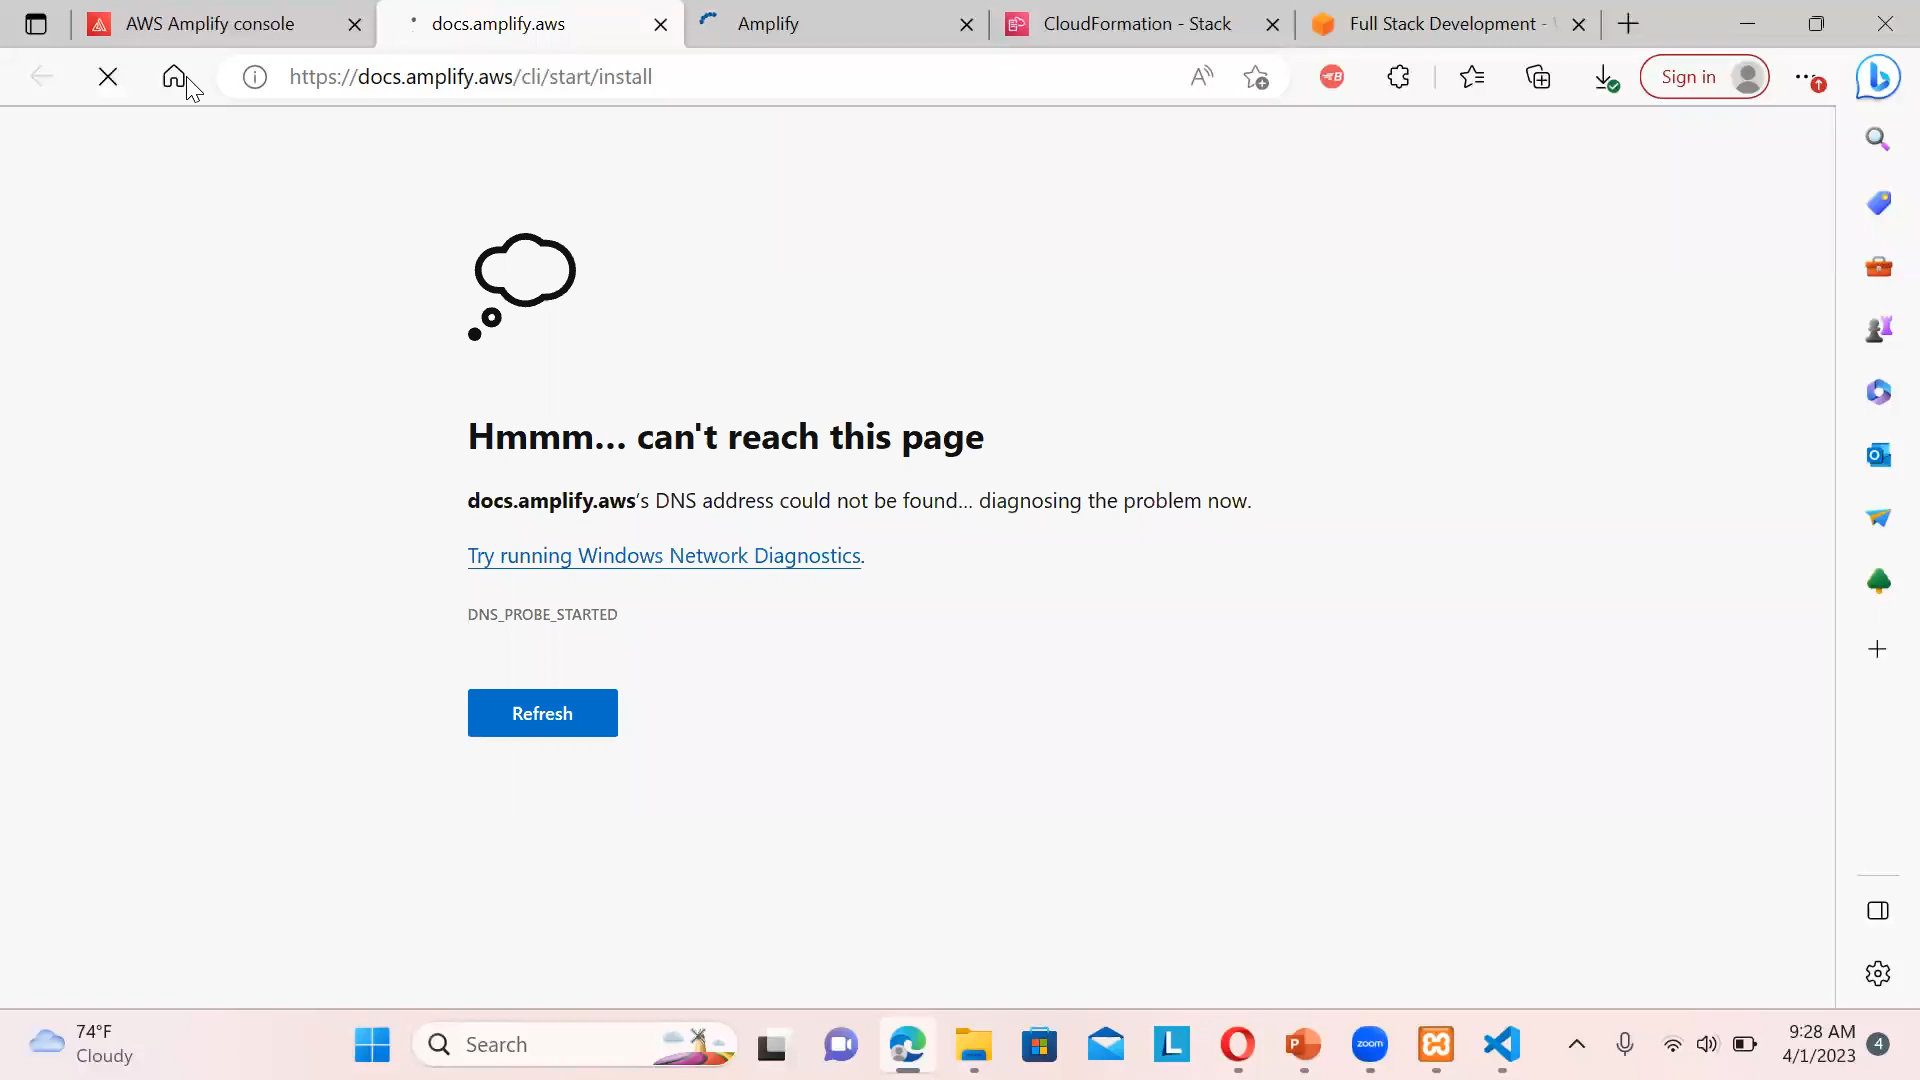 AWS Amplify console
docs.amplify.aws
Amplify
CloudFormation - Stack
Full Stack Development -
https://docs.amplify.aws/cli/start/install
Sign in
Hmmm… can't reach this page
docs.amplify.aws's DNS address could not be found... diagnosing the problem now.
Try running Windows Network Diagnostics.
DNS_PROBE_STARTED
Refresh
74°F
Cloudy
Search
zoom
9:28 AM
4/1/2023
4